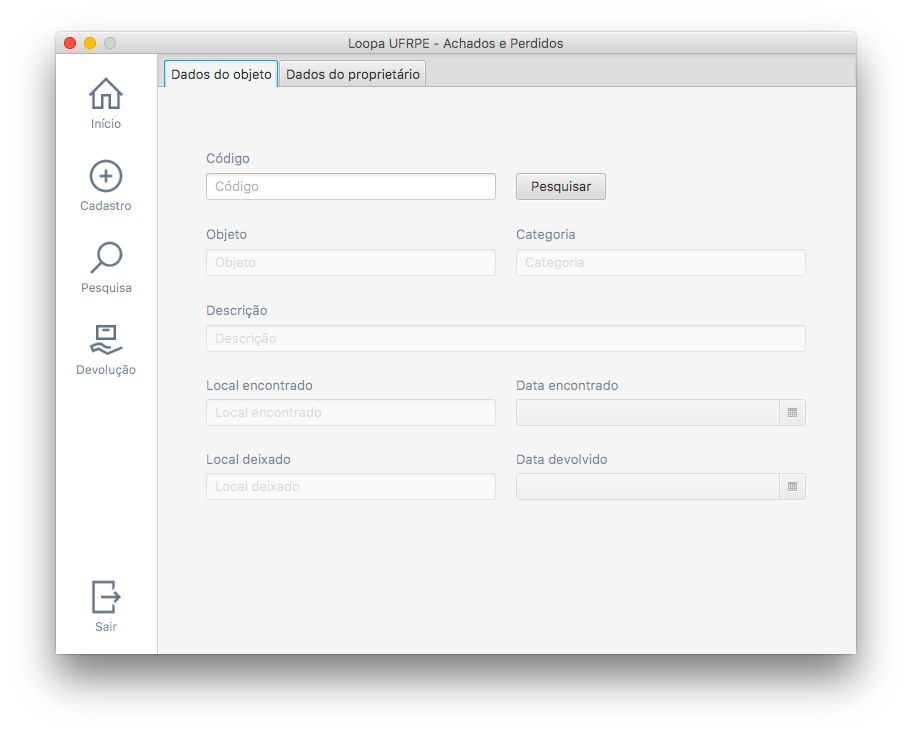 Loopa UFRPE - Achados e Perdidos
Início
Cadastro
Pesquisa
Devolução
Sair
Dados do objeto Dados do proprietário
Código
Código Pesquisar
Objeto Categoria
Objeto Categoria
Descrição
Descrição
Local encontrado Data encontrado
Local encontrado
Local deixado Data devolvido
Local deixado